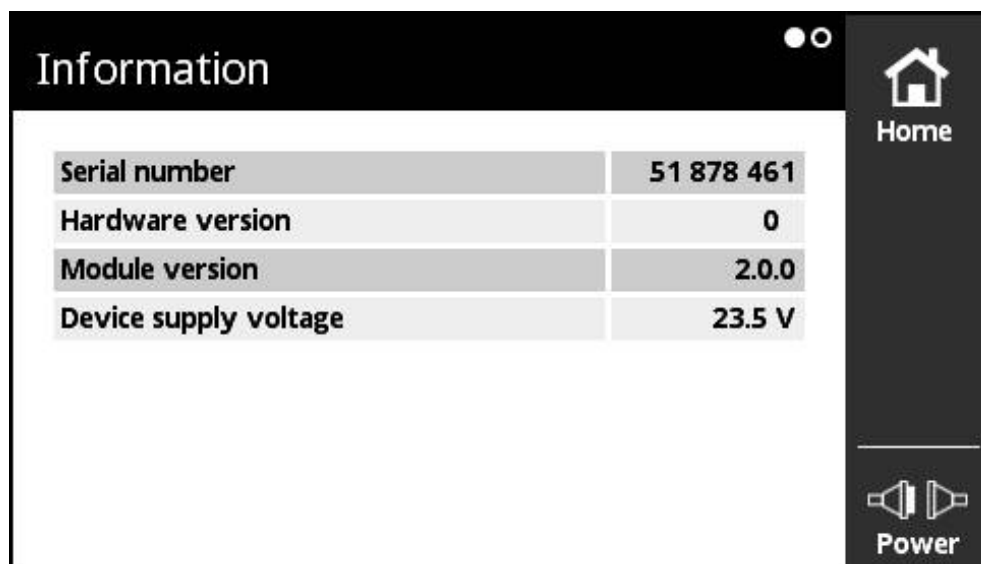 Information
Home
Serial number 51 878 461
Hardware version 0
Module version 2.0.0
Device supply voltage 23.5 V
Power